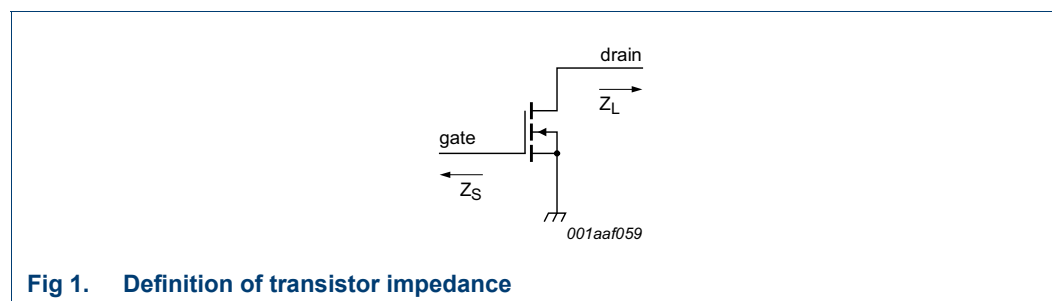 drain
Z_L
gate
Z_S
001aaf059
Fig 1. Definition of transistor impedance